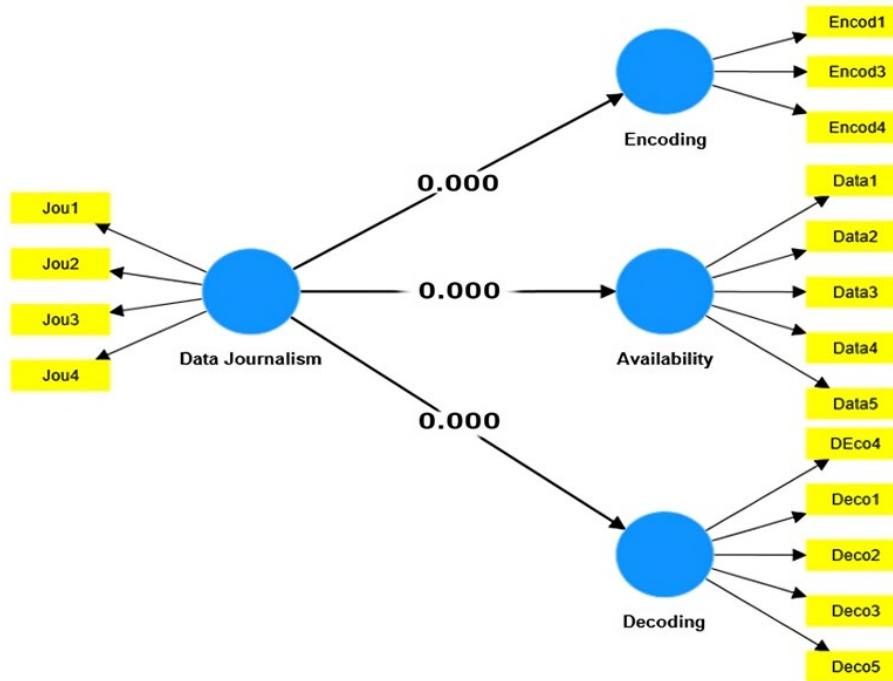 Jou1
Jou2
Jou3
Jou4
Data Journalism
0.000
0.000
0.000
Encoding
Encod1
Encod3
Encod4
Availability
Data1
Data2
Data3
Data4
Data5
Decoding
DEco4
Deco1
Deco2
Deco3
Deco5